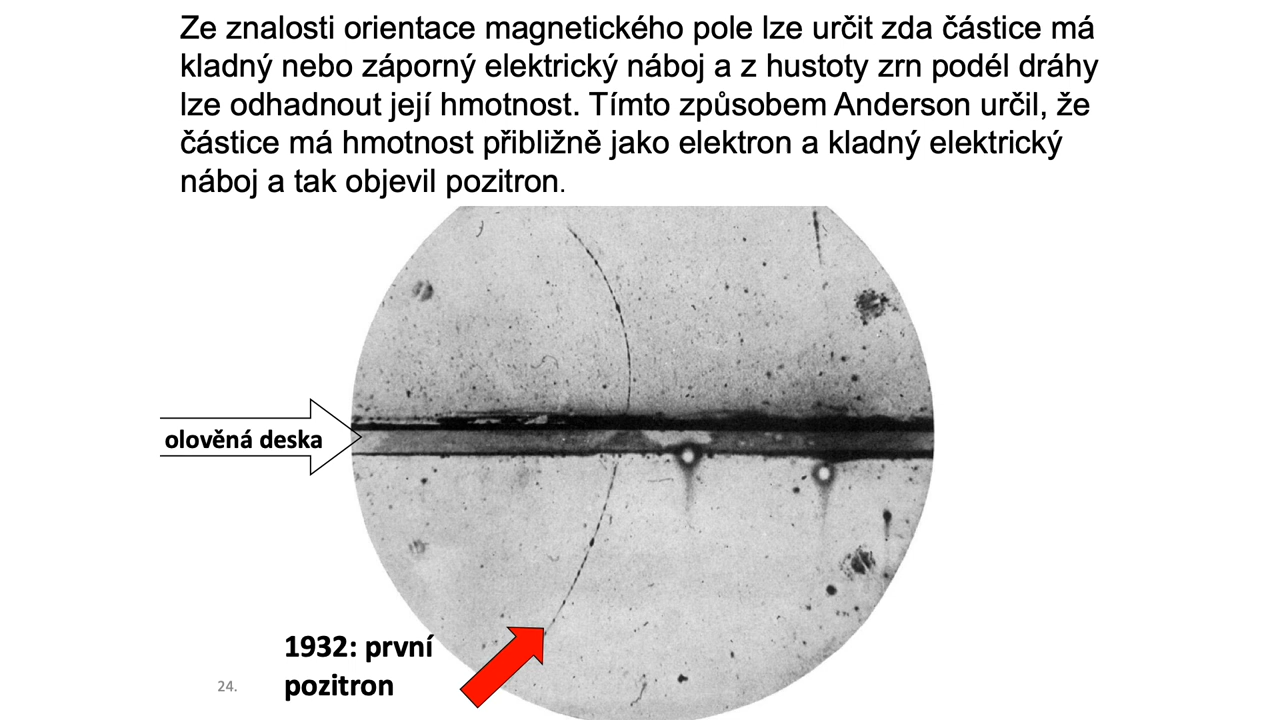 Ze znalosti orientace magnetického pole lze určit zda částice má
kladný nebo záporný elektrický náboj a z hustoty zrn podél dráhy
lze odhadnout její hmotnost. Tímto způsobem Anderson určil, že
částice má hmotnost přibližně jako elektron a kladný elektrický
náboj a tak objevil pozitron.
olověná deska
1932: první
pozitron
24.